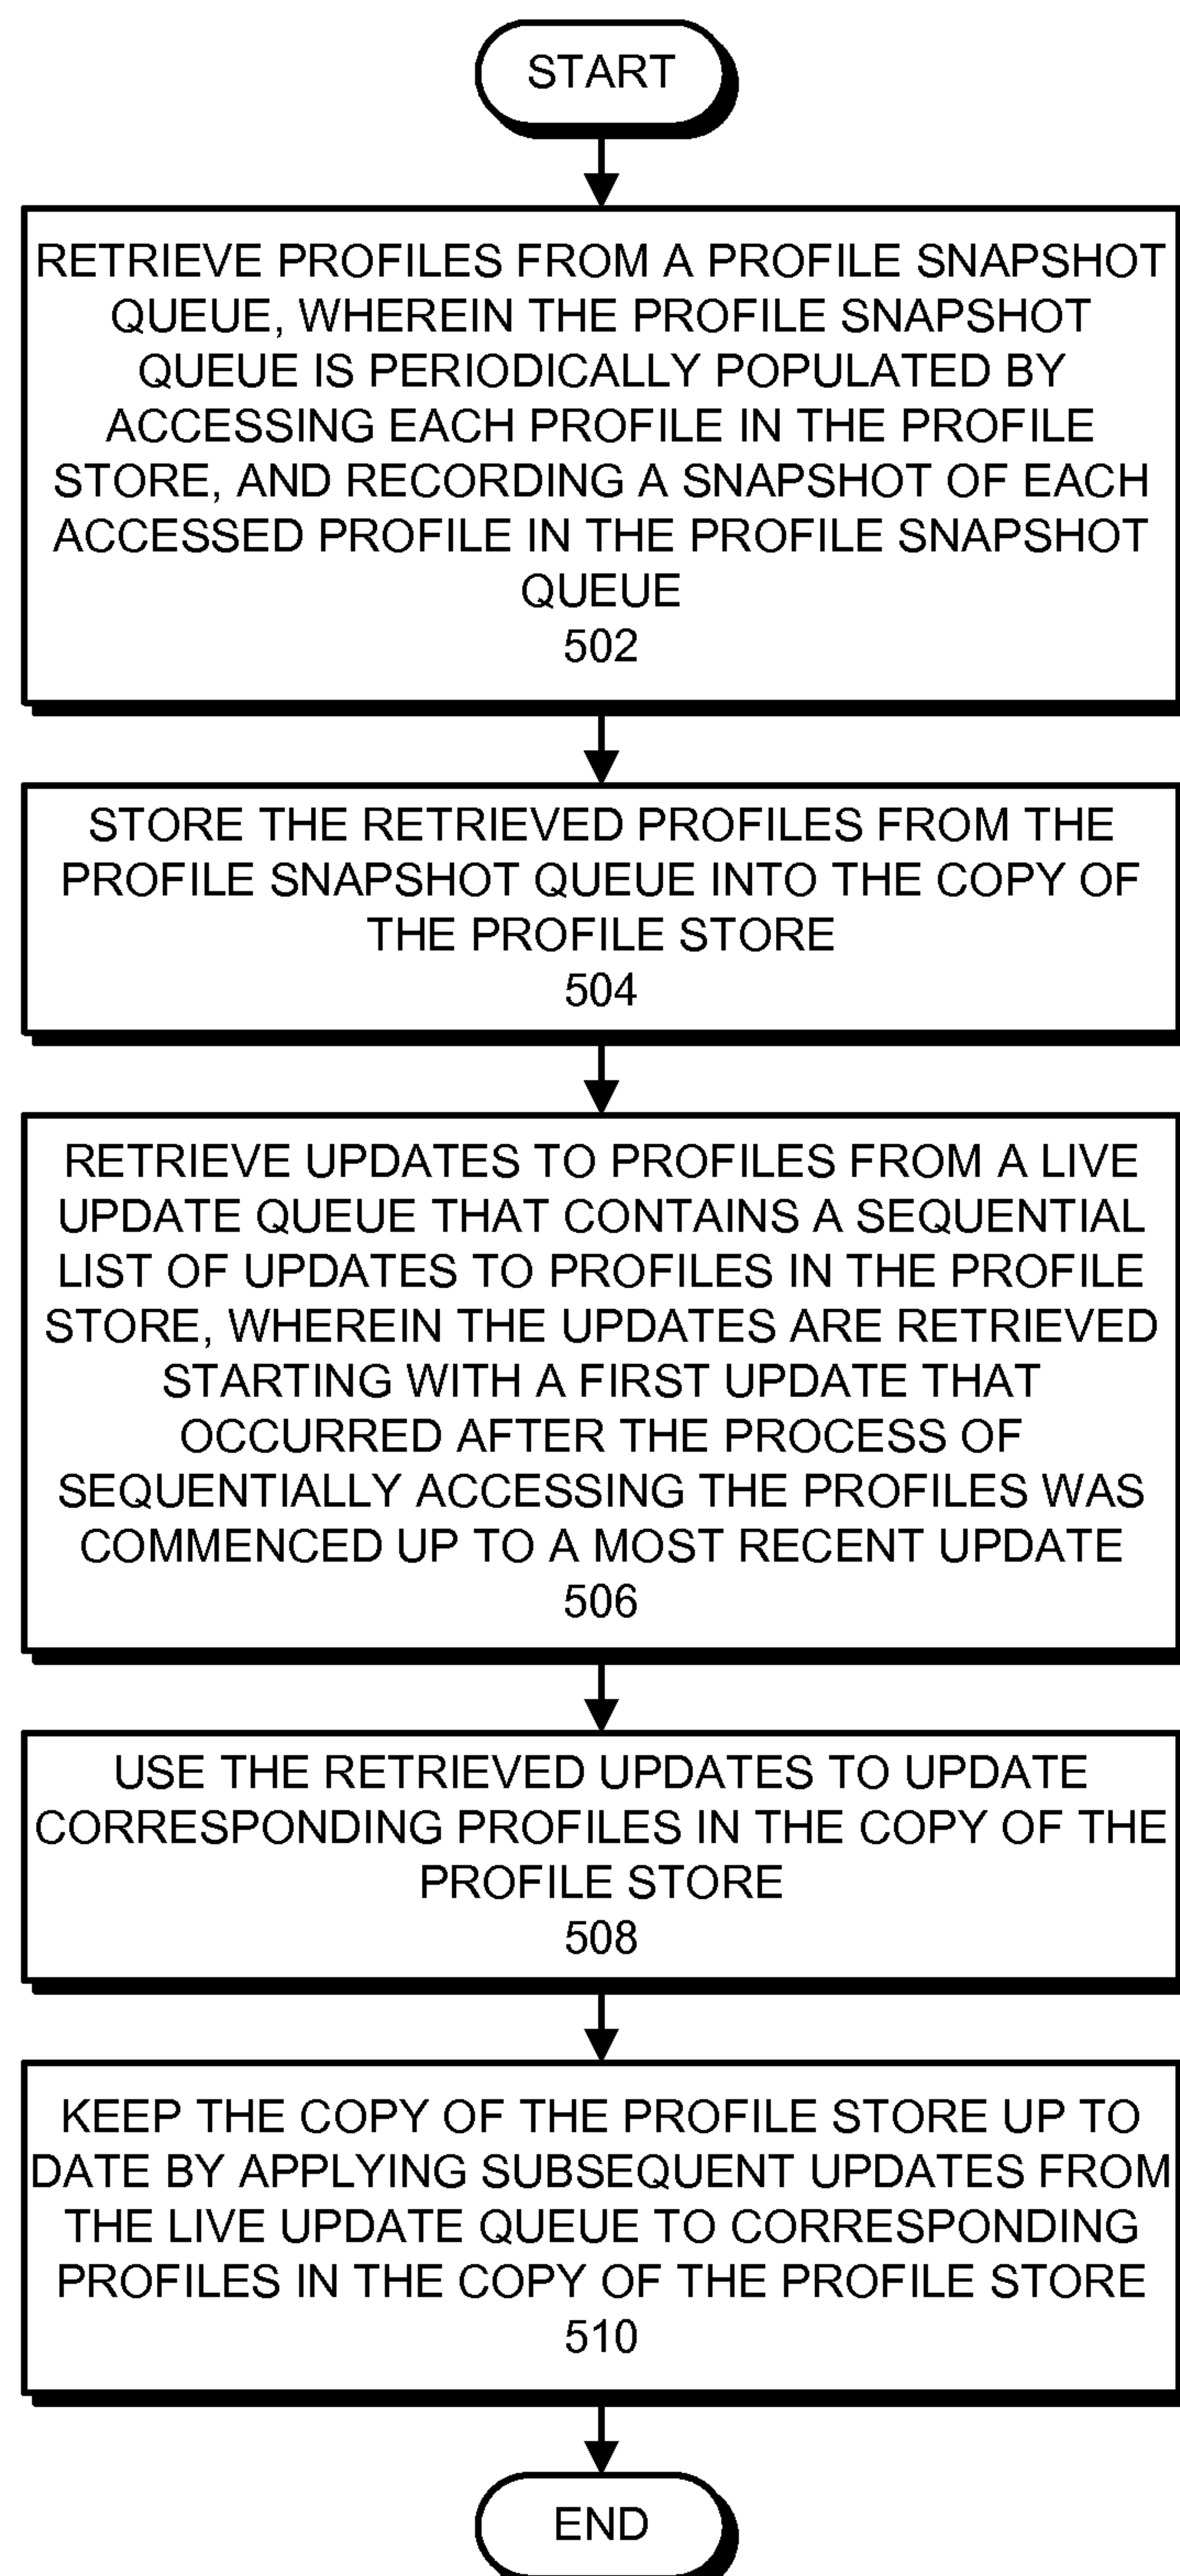 START
RETRIEVE PROFILES FROM A PROFILE SNAPSHOT
QUEUE, WHEREIN THE PROFILE SNAPSHOT
QUEUE IS PERIODICALLY POPULATED BY
ACCESSING EACH PROFILE IN THE PROFILE
STORE, AND RECORDING A SNAPSHOT OF EACH
ACCESSED PROFILE IN THE PROFILE SNAPSHOT
QUEUE
502
STORE THE RETRIEVED PROFILES FROM THE
PROFILE SNAPSHOT QUEUE INTO THE COPY OF
THE PROFILE STORE
504
RETRIEVE UPDATES TO PROFILES FROM A LIVE
UPDATE QUEUE THAT CONTAINS A SEQUENTIAL
LIST OF UPDATES TO PROFILES IN THE PROFILE
STORE, WHEREIN THE UPDATES ARE RETRIEVED
STARTING WITH A FIRST UPDATE THAT
OCCURRED AFTER THE PROCESS OF
SEQUENTIALLY ACCESSING THE PROFILES WAS
COMMENCED UP TO A MOST RECENT UPDATE
506
USE THE RETRIEVED UPDATES TO UPDATE
CORRESPONDING PROFILES IN THE COPY OF THE
PROFILE STORE
508
KEEP THE COPY OF THE PROFILE STORE UP TO
DATE BY APPLYING SUBSEQUENT UPDATES FROM
THE LIVE UPDATE QUEUE TO CORRESPONDING
PROFILES IN THE COPY OF THE PROFILE STORE
510
END